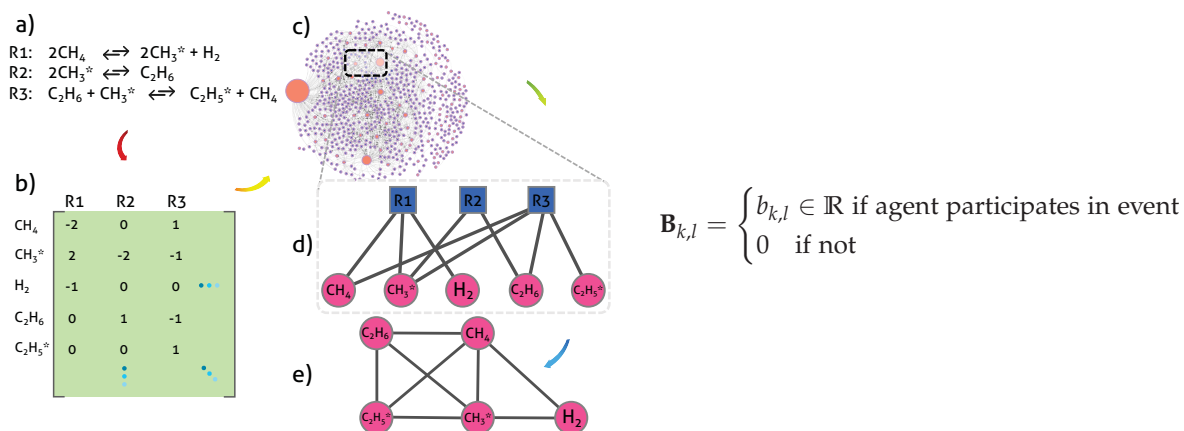 a)
R1: 2CH₄ ⇌ 2CH₃* + H₂
R2: 2CH₃* ⇌ C₂H₆
R3: C₂H₆ + CH₃* ⇌ C₂H₅* + CH₄
b)
R1 R2 R3
CH₄ -2 0 1
CH₃* 2 -2 -1
H₂ -1 0 0
C₂H₆ 0 1 -1
C₂H₅* 0 0 1
c)
R1 R2 R3
d)
CH₄ CH₃* H₂ C₂H₆ C₂H₅*
C₂H₆ CH₄
e)
C₂H₅* CH₃* H₂
B_{k,l} = { b_{k,l} ∈ ℝ if agent participates in event
0 if not